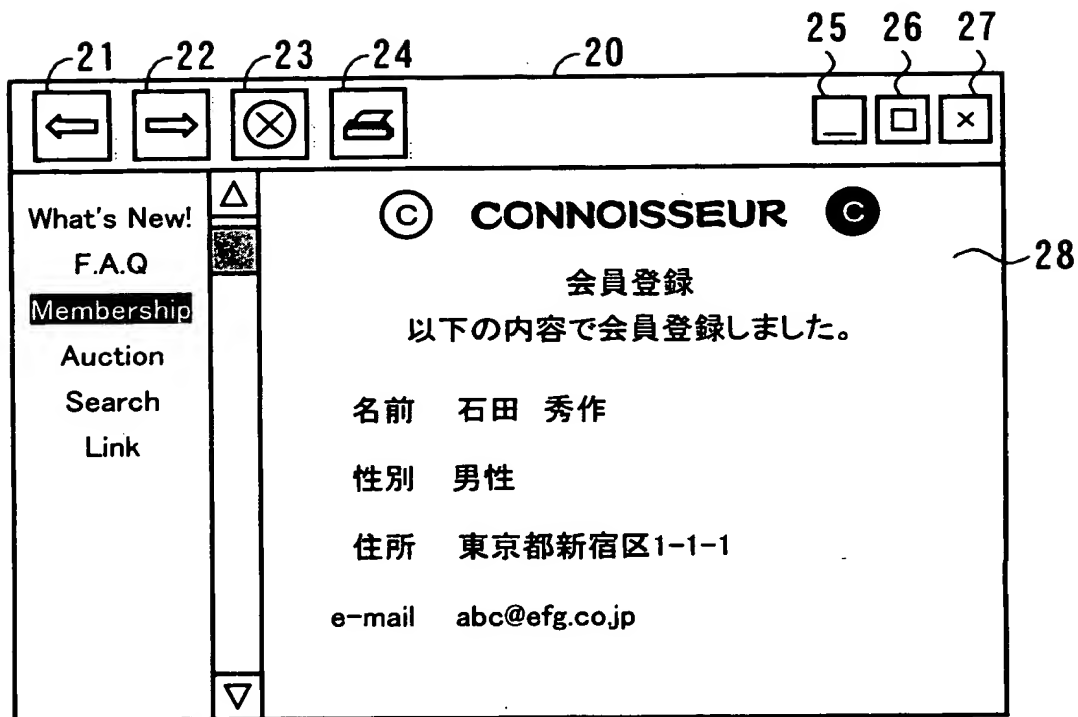 21 22 23 24 20 25 26 27
What's New!
F.A.Q
Membership
Auction
Search
Link
C CONNOISSEUR C
28
会員登録
以下の内容で会員登録しました。
名前 石田 秀作
性別 男性
住所 東京都新宿区1-1-1
e-mail abc@efg.co.jp